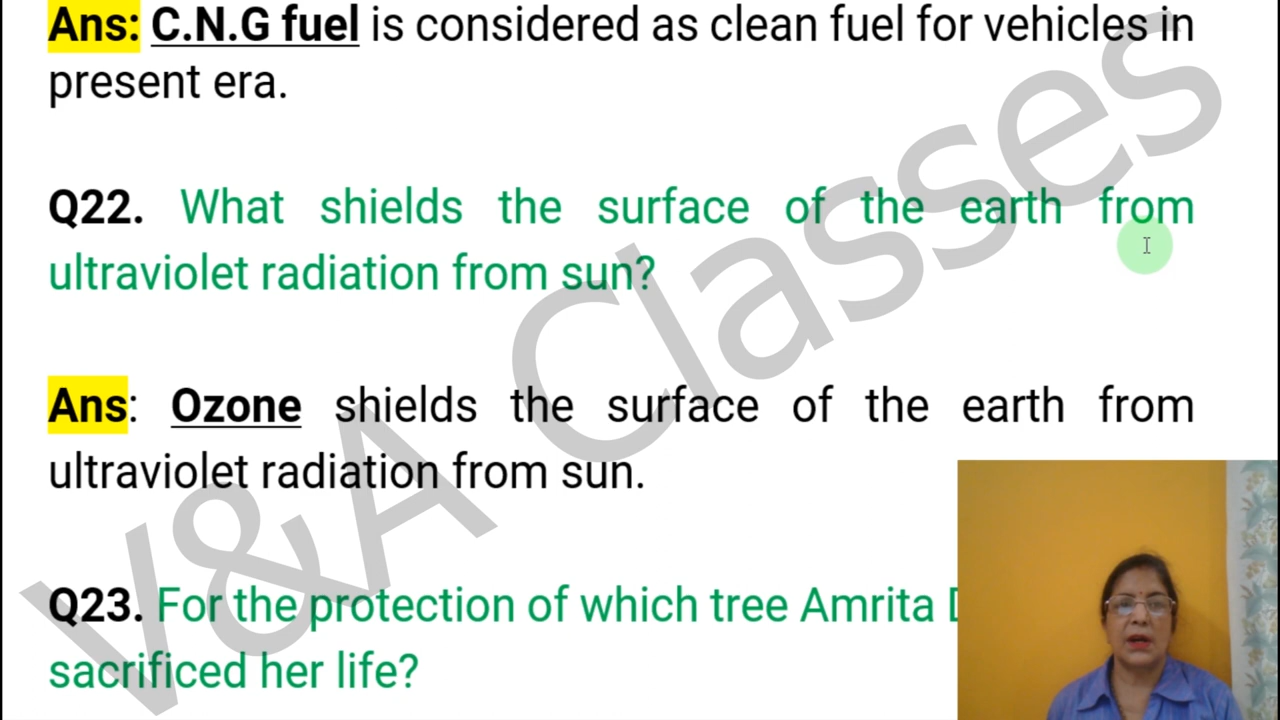 Ans: C.N.G fuel is considered as clean fuel for vehicles in
present era.
Q22. What shields the surface of the earth from
ultraviolet radiation from sun?
Ans: Ozone shields the surface of the earth from
ultraviolet radiation from sun.
Q23. For the protection of which tree Amrita
sacrificed her life?
V&A Classes